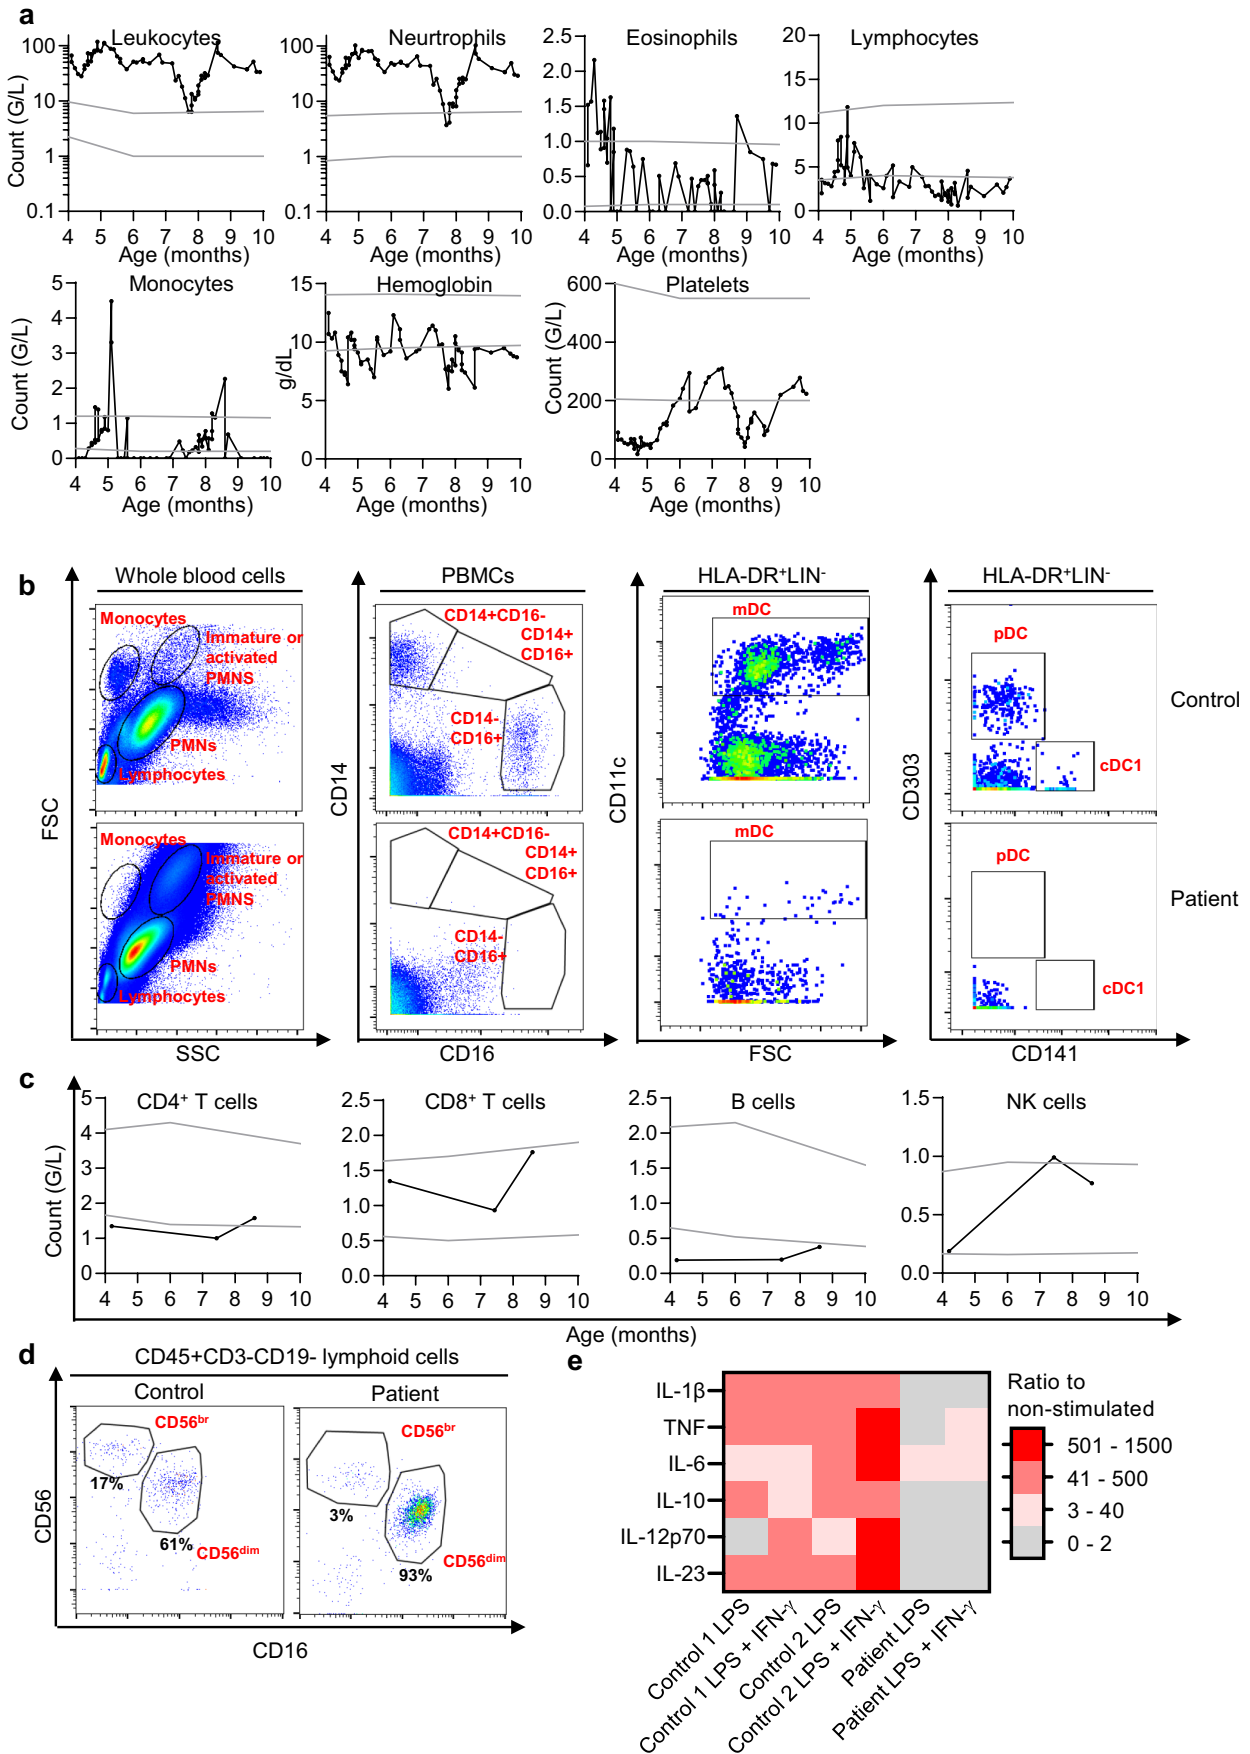 a
Leukocytes
Neurtrophils
Eosinophils
Lymphocytes
Count (G/L)
100
10
1
0.1
4 5 6 7 8 9 10
Age (months)
100
10
1
0.1
4 5 6 7 8 9 10
Age (months)
2.5
2.0
1.5
1.0
0.5
0.0
4 5 6 7 8 9 10
Age (months)
20
15
10
5
0
4 5 6 7 8 9 10
Age (months)
Monocytes
Hemoglobin
Platelets
Count (G/L)
5
4
3
2
1
0
4 5 6 7 8 9 10
Age (months)
g/dL
15
10
5
0
4 5 6 7 8 9 10
Age (months)
Count (G/L)
600
400
200
0
4 5 6 7 8 9 10
Age (months)
b
Whole blood cells
PBMCs
HLA-DR+LIN-
HLA-DR+LIN-
Monocytes
Immature or
activated
PMNS
PMNs
Lymphocytes
CD14+CD16-
CD14+
CD16+
CD14-
CD16+
mDC
pDC
cDC1
Control
Monocytes
Immature or
activated
PMNS
PMNs
Lymphocytes
CD14+CD16-
CD14+
CD16+
CD14-
CD16+
mDC
pDC
cDC1
Patient
FSC
SSC
CD14
CD16
CD11c
FSC
CD303
CD141
c
CD4+ T cells
CD8+ T cells
B cells
NK cells
Count (G/L)
5
4
3
2
1
0
4 5 6 7 8 9 10
2.5
2.0
1.5
1.0
0.5
0.0
4 5 6 7 8 9 10
2.5
2.0
1.5
1.0
0.5
0.0
4 5 6 7 8 9 10
1.5
1.0
0.5
0.0
4 5 6 7 8 9 10
Age (months)
d
CD45+CD3-CD19- lymphoid cells
Control
Patient
CD56br
17%
61%
CD56dim
CD56br
3%
93%
CD56dim
CD56
CD16
e
IL-1β
TNF
IL-6
IL-10
IL-12p70
IL-23
Control 1 LPS
Control 1 LPS + IFN-γ
Control 2 LPS
Control 2 LPS + IFN-γ
Patient LPS
Patient LPS + IFN-γ
Ratio to
non-stimulated
501 - 1500
41 - 500
3 - 40
0 - 2